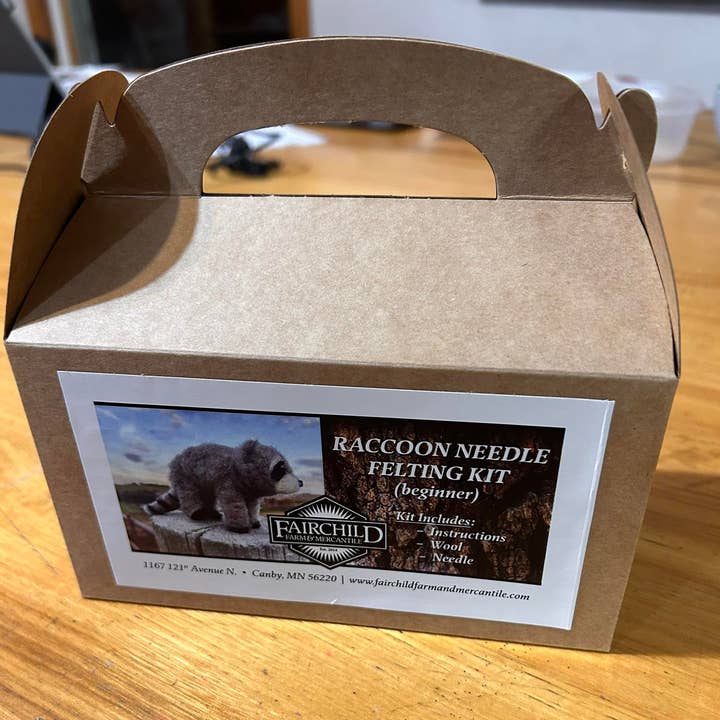 RACCOON NEEDLE
FELTING KIT
(beginner)
Kit Includes:
- Instructions
- Wool
- Needle
FAIRCHILD
FARM & MERCANTILE
1167 121st Avenue N. • Canby, MN 56220 | www.fairchildfarmandmercantile.com